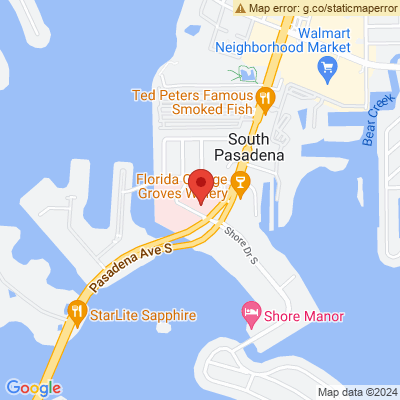 Map error: g.co/staticmaperror
Walmart
Neighborhood Market
Ted Peters Famous
Smoked Fish
Bear Creek
South
Pasadena
Florida Orange
Groves Winery
Shore Dr S
Pasadena Ave S
StarLite Sapphire
Shore Manor
Google
Map data ©2024